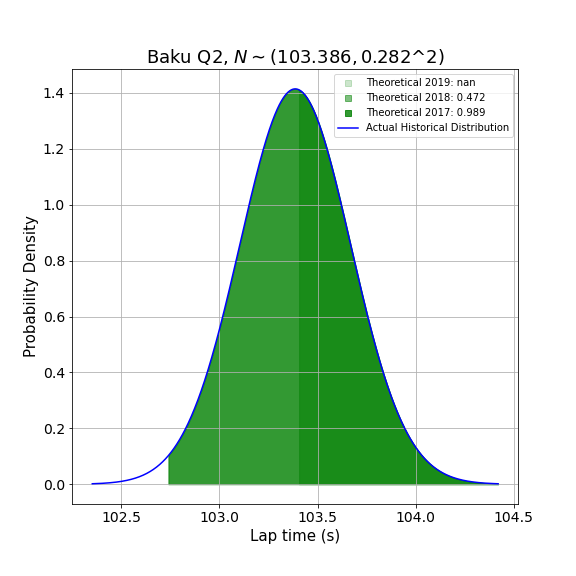 Baku Q2, N ∼ (103.386, 0.282^2)
Theoretical 2019: nan
Theoretical 2018: 0.472
Theoretical 2017: 0.989
Actual Historical Distribution
Probability Density
1.4
1.2
1.0
0.8
0.6
0.4
0.2
0.0
102.5 103.0 103.5 104.0 104.5
Lap time (s)